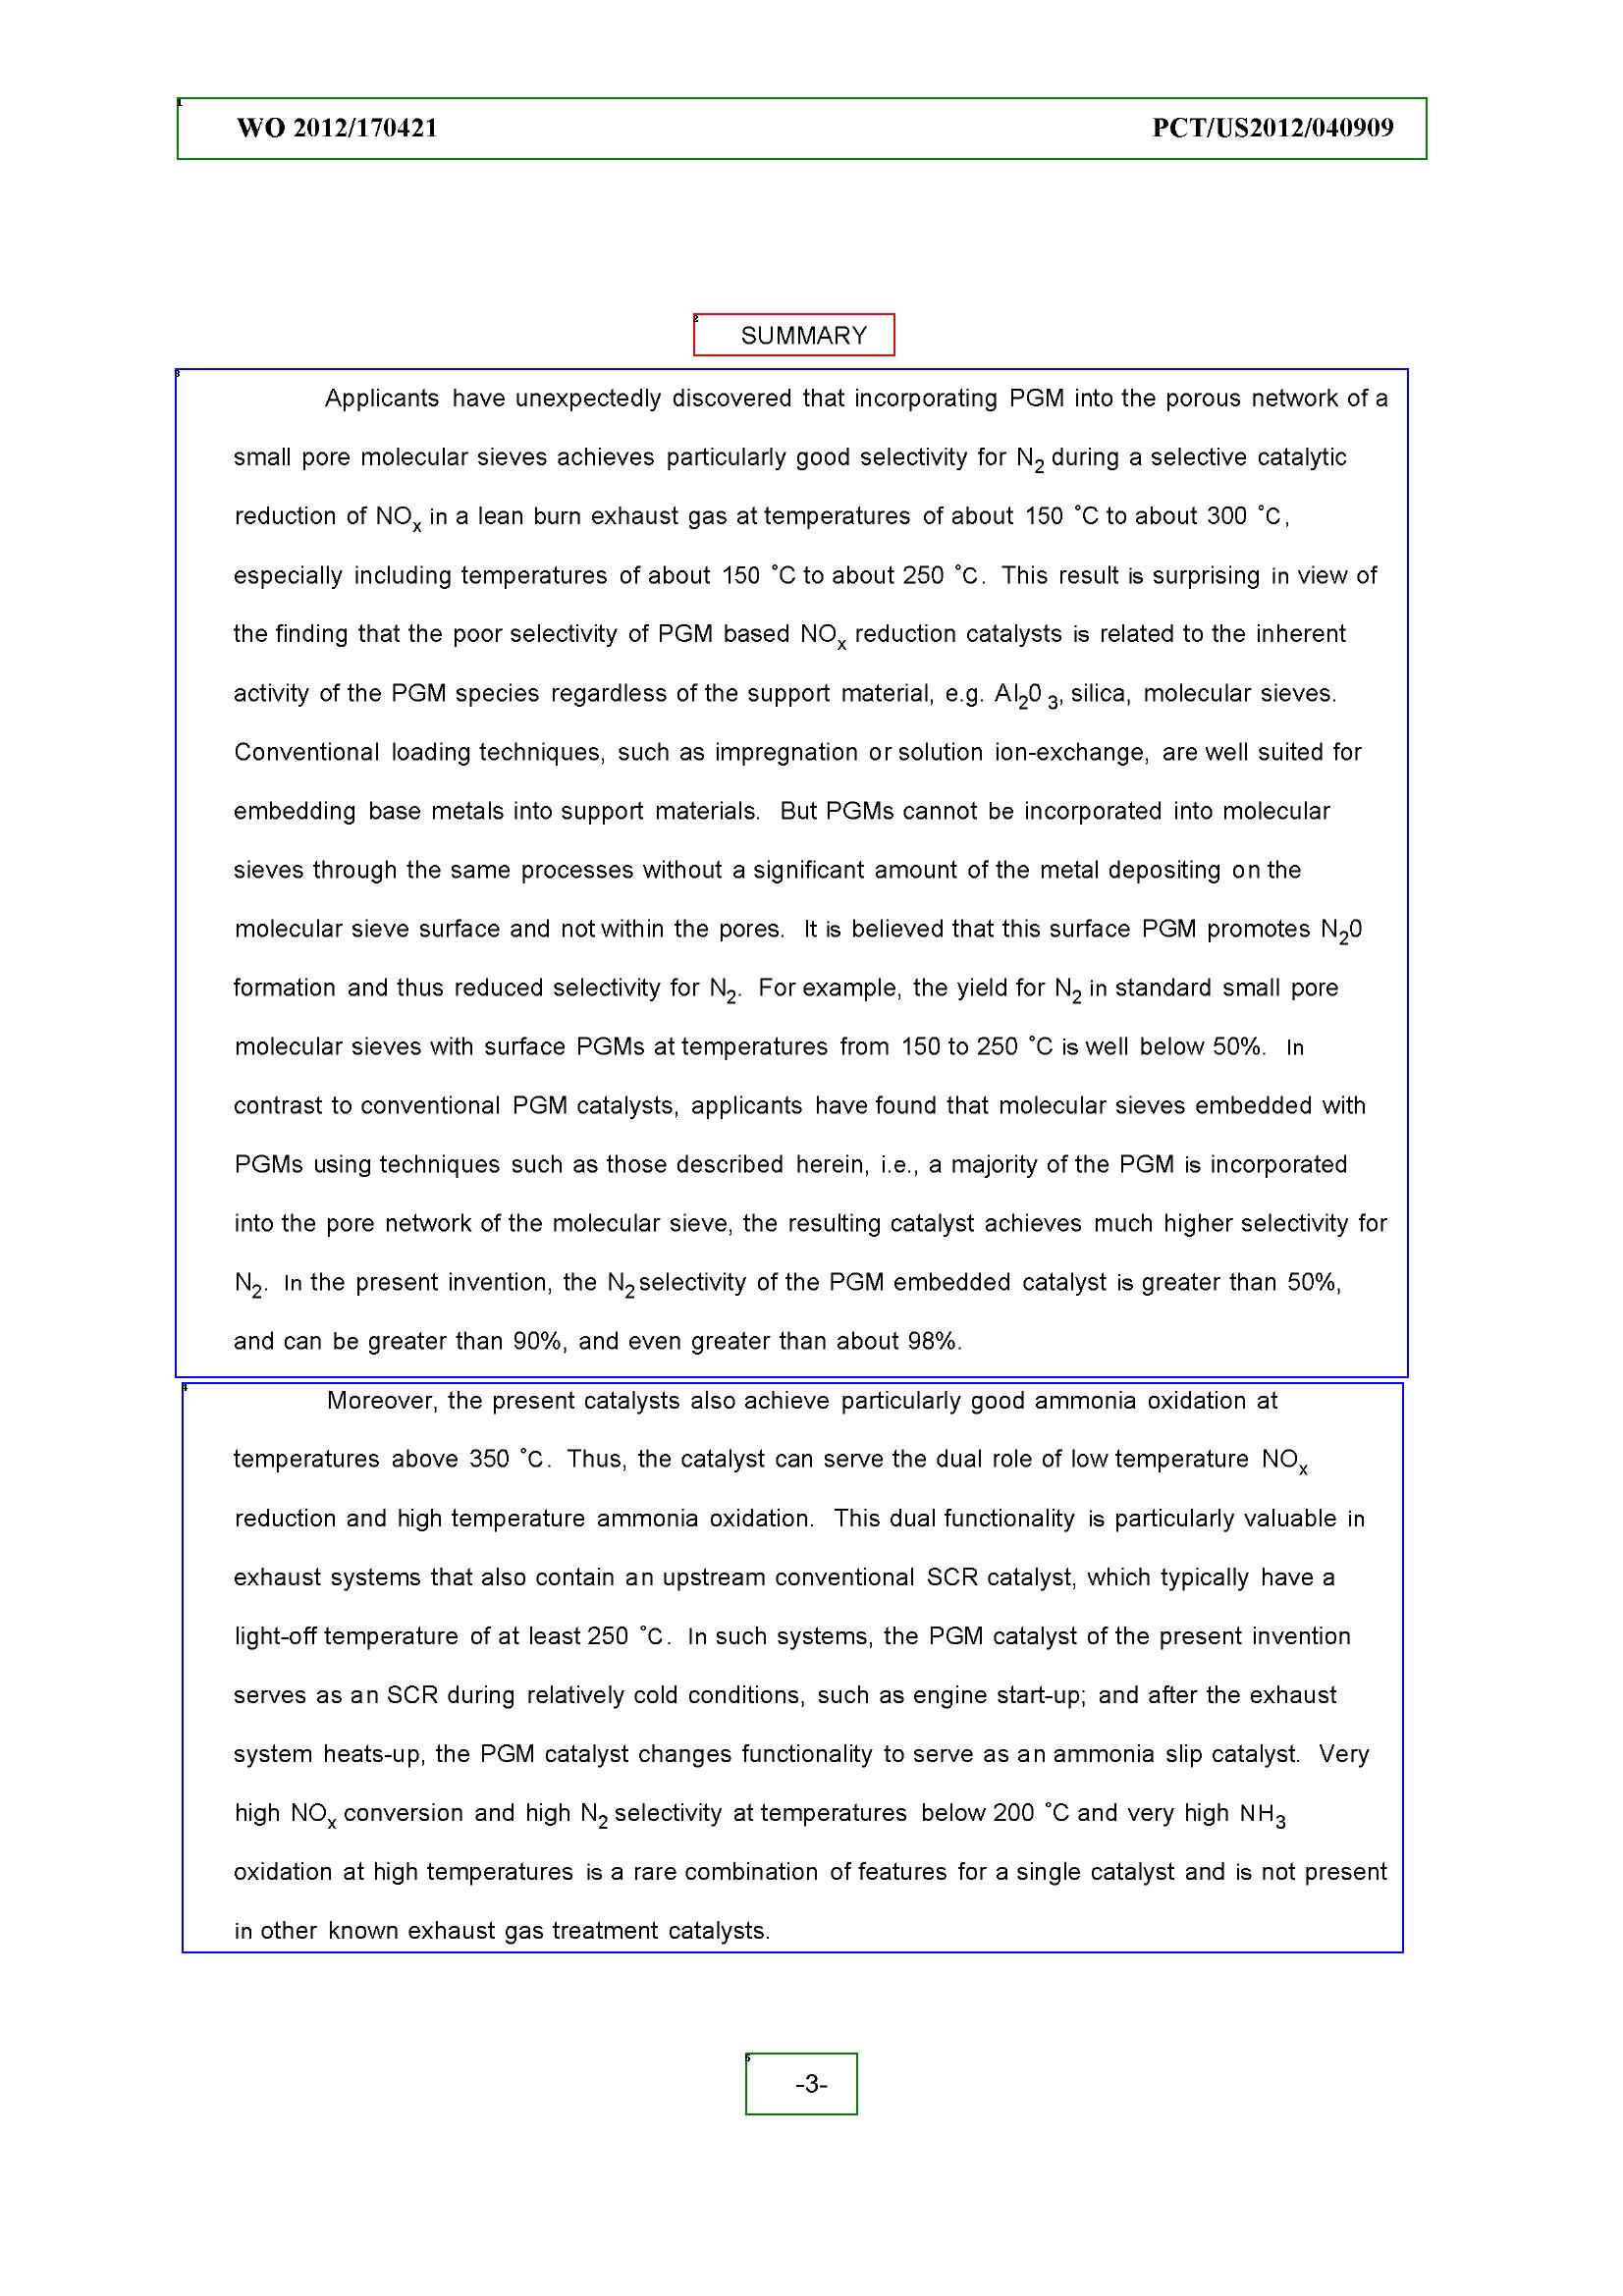 WO 2012/170421 PCT/US2012/040909
SUMMARY
Applicants have unexpectedly discovered that incorporating PGM into the porous network of a
small pore molecular sieves achieves particularly good selectivity for N₂ during a selective catalytic
reduction of NOₓ in a lean burn exhaust gas at temperatures of about 150 ˚C to about 300 ˚C,
especially including temperatures of about 150 ˚C to about 250 ˚C. This result is surprising in view of
the finding that the poor selectivity of PGM based NOₓ reduction catalysts is related to the inherent
activity of the PGM species regardless of the support material, e.g. Al₂0 ₃, silica, molecular sieves.
Conventional loading techniques, such as impregnation or solution ion-exchange, are well suited for
embedding base metals into support materials. But PGMs cannot be incorporated into molecular
sieves through the same processes without a significant amount of the metal depositing on the
molecular sieve surface and not within the pores. It is believed that this surface PGM promotes N₂0
formation and thus reduced selectivity for N₂. For example, the yield for N₂ in standard small pore
molecular sieves with surface PGMs at temperatures from 150 to 250 ˚C is well below 50%. In
contrast to conventional PGM catalysts, applicants have found that molecular sieves embedded with
PGMs using techniques such as those described herein, i.e., a majority of the PGM is incorporated
into the pore network of the molecular sieve, the resulting catalyst achieves much higher selectivity for
N₂. In the present invention, the N₂ selectivity of the PGM embedded catalyst is greater than 50%,
and can be greater than 90%, and even greater than about 98%.
Moreover, the present catalysts also achieve particularly good ammonia oxidation at
temperatures above 350 ˚C. Thus, the catalyst can serve the dual role of low temperature NOₓ
reduction and high temperature ammonia oxidation. This dual functionality is particularly valuable in
exhaust systems that also contain an upstream conventional SCR catalyst, which typically have a
light-off temperature of at least 250 ˚C. In such systems, the PGM catalyst of the present invention
serves as an SCR during relatively cold conditions, such as engine start-up; and after the exhaust
system heats-up, the PGM catalyst changes functionality to serve as an ammonia slip catalyst. Very
high NOₓ conversion and high N₂ selectivity at temperatures below 200 ˚C and very high NH₃
oxidation at high temperatures is a rare combination of features for a single catalyst and is not present
in other known exhaust gas treatment catalysts.
-3-